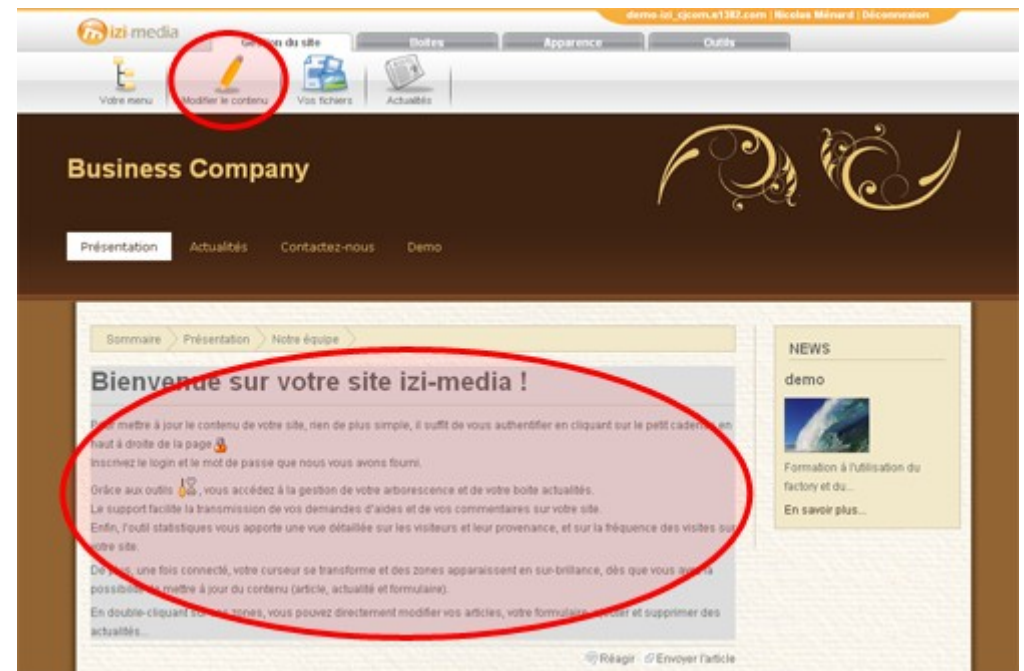 demo-izi_cjcom.e1382.com | Nicolas Ménard | Déconnexion
izi-media
Gestion du site
Boites
Apparence
Outils
Votre menu
Modifier le contenu
Vos fichiers
Actualités
Business Company
Présentation
Actualités
Contactez-nous
Demo
Sommaire
Présentation
Notre équipe
Bienvenue sur votre site izi-media !
Pour mettre à jour le contenu de votre site, rien de plus simple, il suffit de vous authentifier en cliquant sur le petit cadenas en
haut à droite de la page
Inscrivez le login et le mot de passe que nous vous avons fourni.
Grâce aux outils , vous accédez à la gestion de votre arborescence et de votre boite actualités.
Le support facilite la transmission de vos demandes d'aides et de vos commentaires sur votre site.
Enfin, l'outil statistiques vous apporte une vue détaillée sur les visiteurs et leur provenance, et sur la fréquence des visites sur
votre site.
De plus, une fois connecté, votre curseur se transforme et des zones apparaissent en sur-brillance, dès que vous avez la
possibilité de mettre à jour du contenu (article, actualité et formulaire).
En double-cliquant sur ces zones, vous pouvez directement modifier vos articles, votre formulaire, ajouter et supprimer des
actualités...
Réagir
Envoyer l'article
NEWS
demo
Formation à l'utilisation du
factory et du...
En savoir plus...